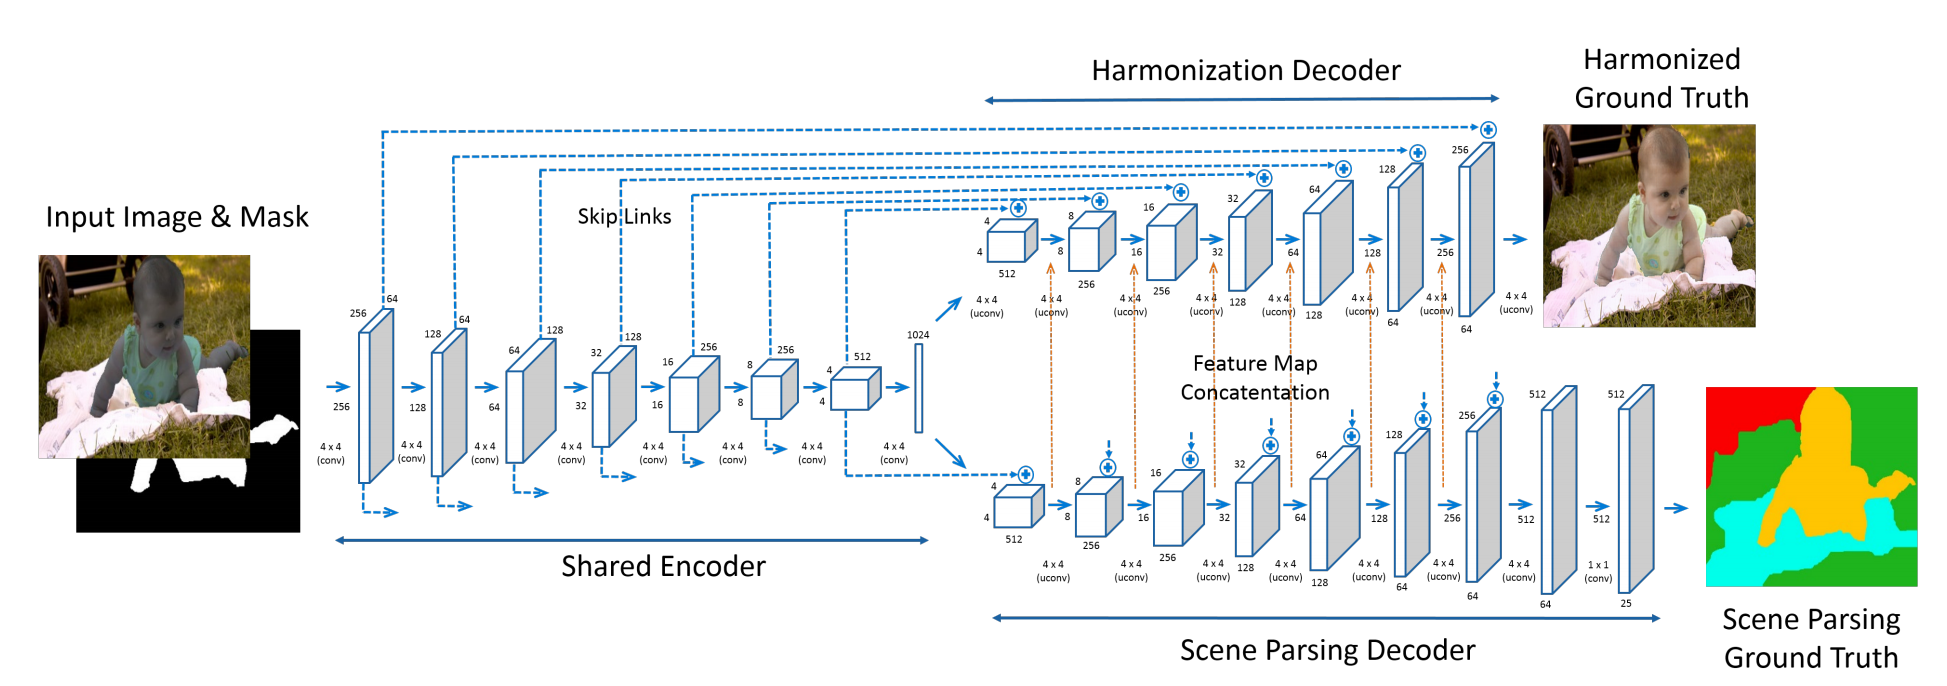 Harmonization Decoder
Harmonized
Ground Truth
Input Image & Mask
Skip Links
256
64
256
4 x 4
(conv)
128
64
128
4 x 4
(conv)
64
128
64
4 x 4
(conv)
32
128
32
4 x 4
(conv)
16
256
16
4 x 4
(conv)
8
256
8
4 x 4
(conv)
4
512
4
4 x 4
(conv)
1024
4 x 4
(conv)
Shared Encoder
4
4
512
4 x 4
(uconv)
8
8
256
4 x 4
(uconv)
16
16
256
4 x 4
(uconv)
32
32
128
4 x 4
(uconv)
64
64
128
4 x 4
(uconv)
128
128
64
4 x 4
(uconv)
256
256
64
4 x 4
(uconv)
4 x 4
(uconv)
Feature Map
Concatentation
4
4
512
8
8
256
4 x 4
(uconv)
16
16
256
4 x 4
(uconv)
32
32
128
4 x 4
(uconv)
64
64
128
4 x 4
(uconv)
128
128
64
4 x 4
(uconv)
256
256
64
4 x 4
(uconv)
512
512
64
4 x 4
(uconv)
512
512
25
1 x 1
(conv)
Scene Parsing Decoder
Scene Parsing
Ground Truth